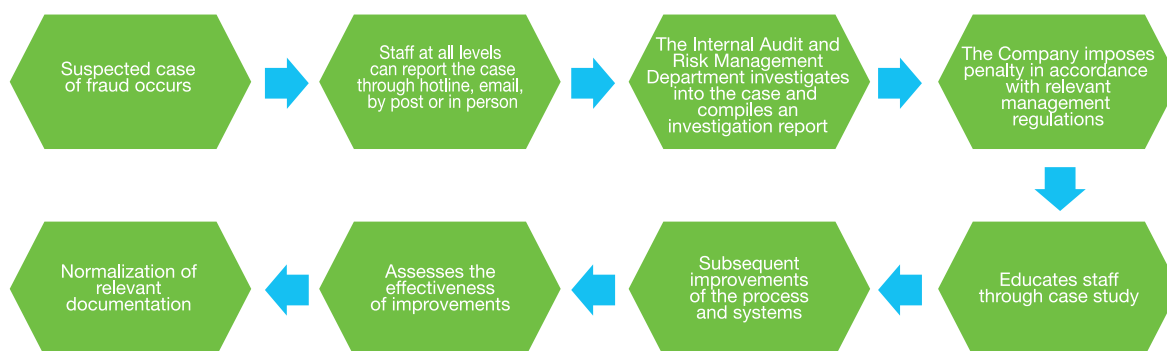 Suspected case
of fraud occurs
Staff at all levels
can report the case
through hotline, email,
by post or in person
The Internal Audit and
Risk Management
Department investigates
into the case and
compiles an
investigation report
The Company imposes
penalty in accordance
with relevant
management
regulations
Educates staff
through case study
Subsequent
improvements
of the process
and systems
Assesses the
effectiveness
of improvements
Normalization of
relevant
documentation